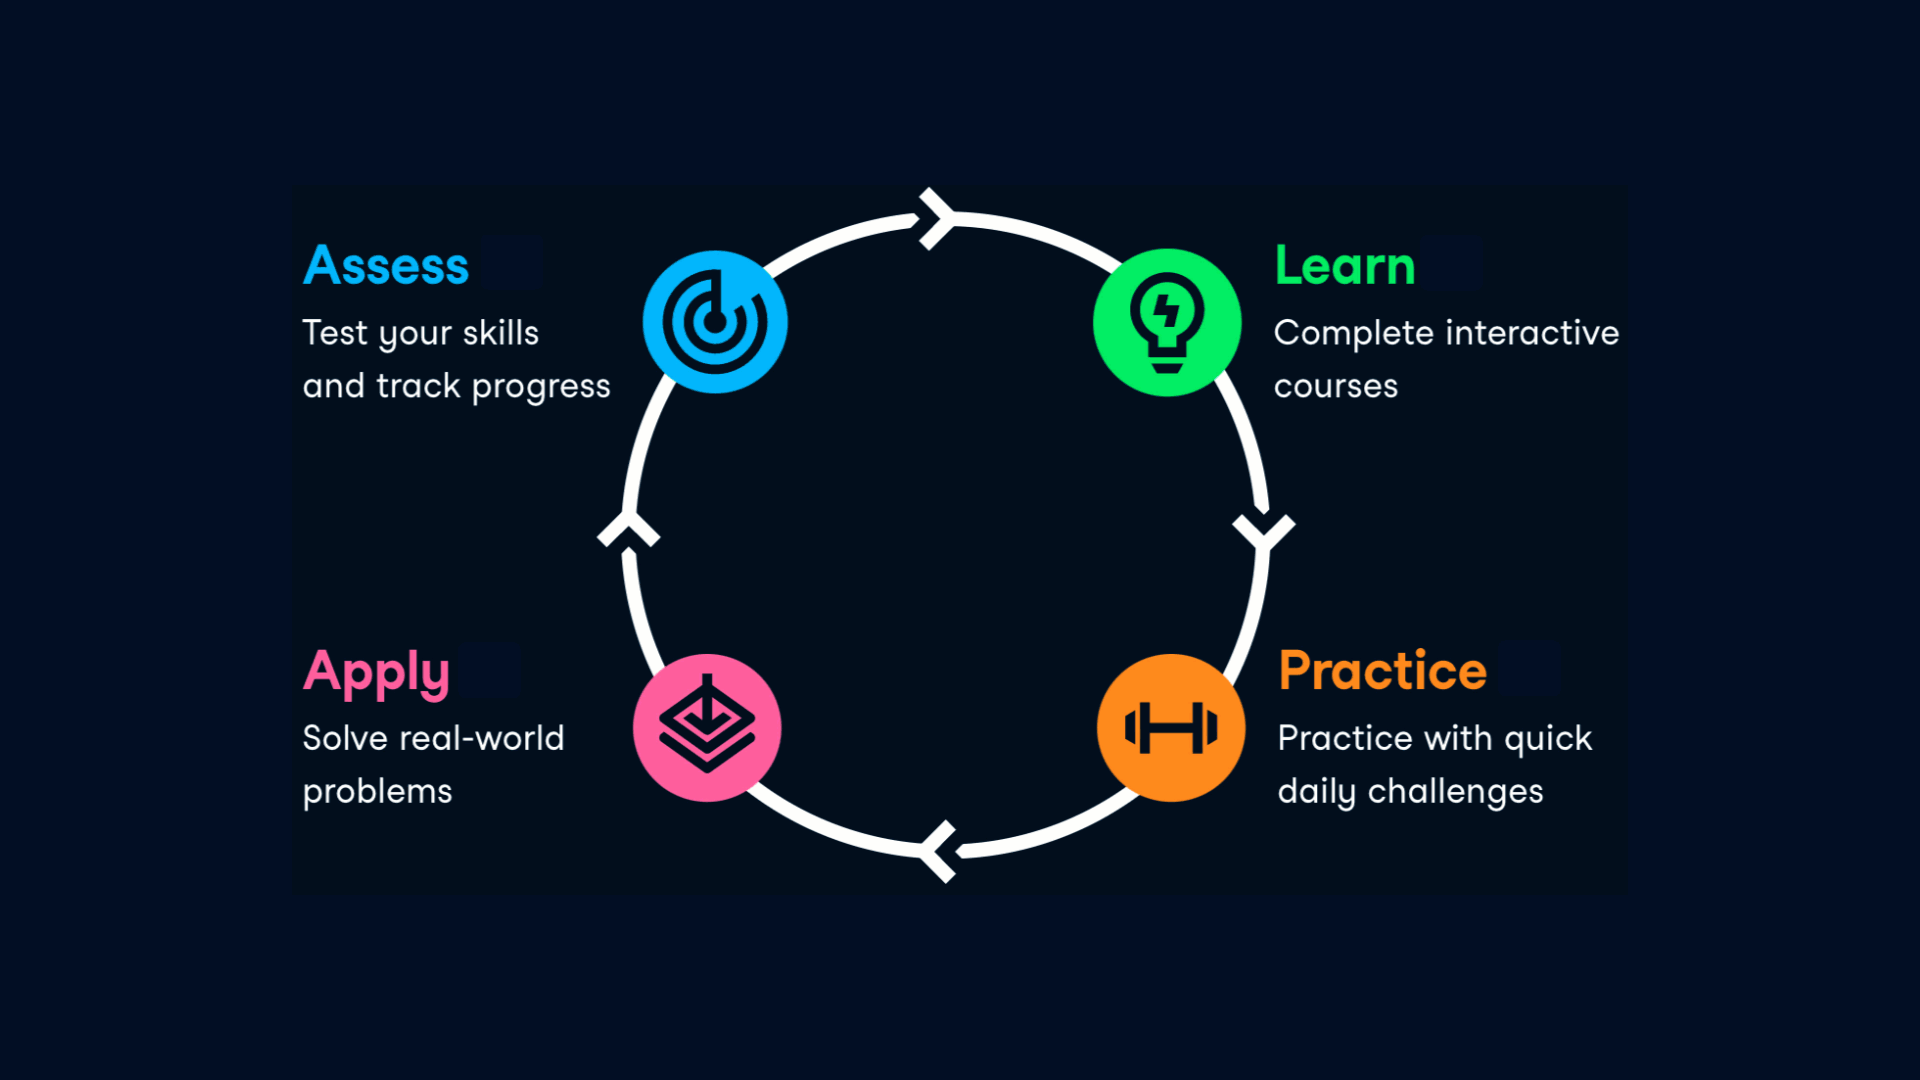 Assess
Test your skills
and track progress
Learn
Complete interactive
courses
Apply
Solve real-world
problems
Practice
Practice with quick
daily challenges